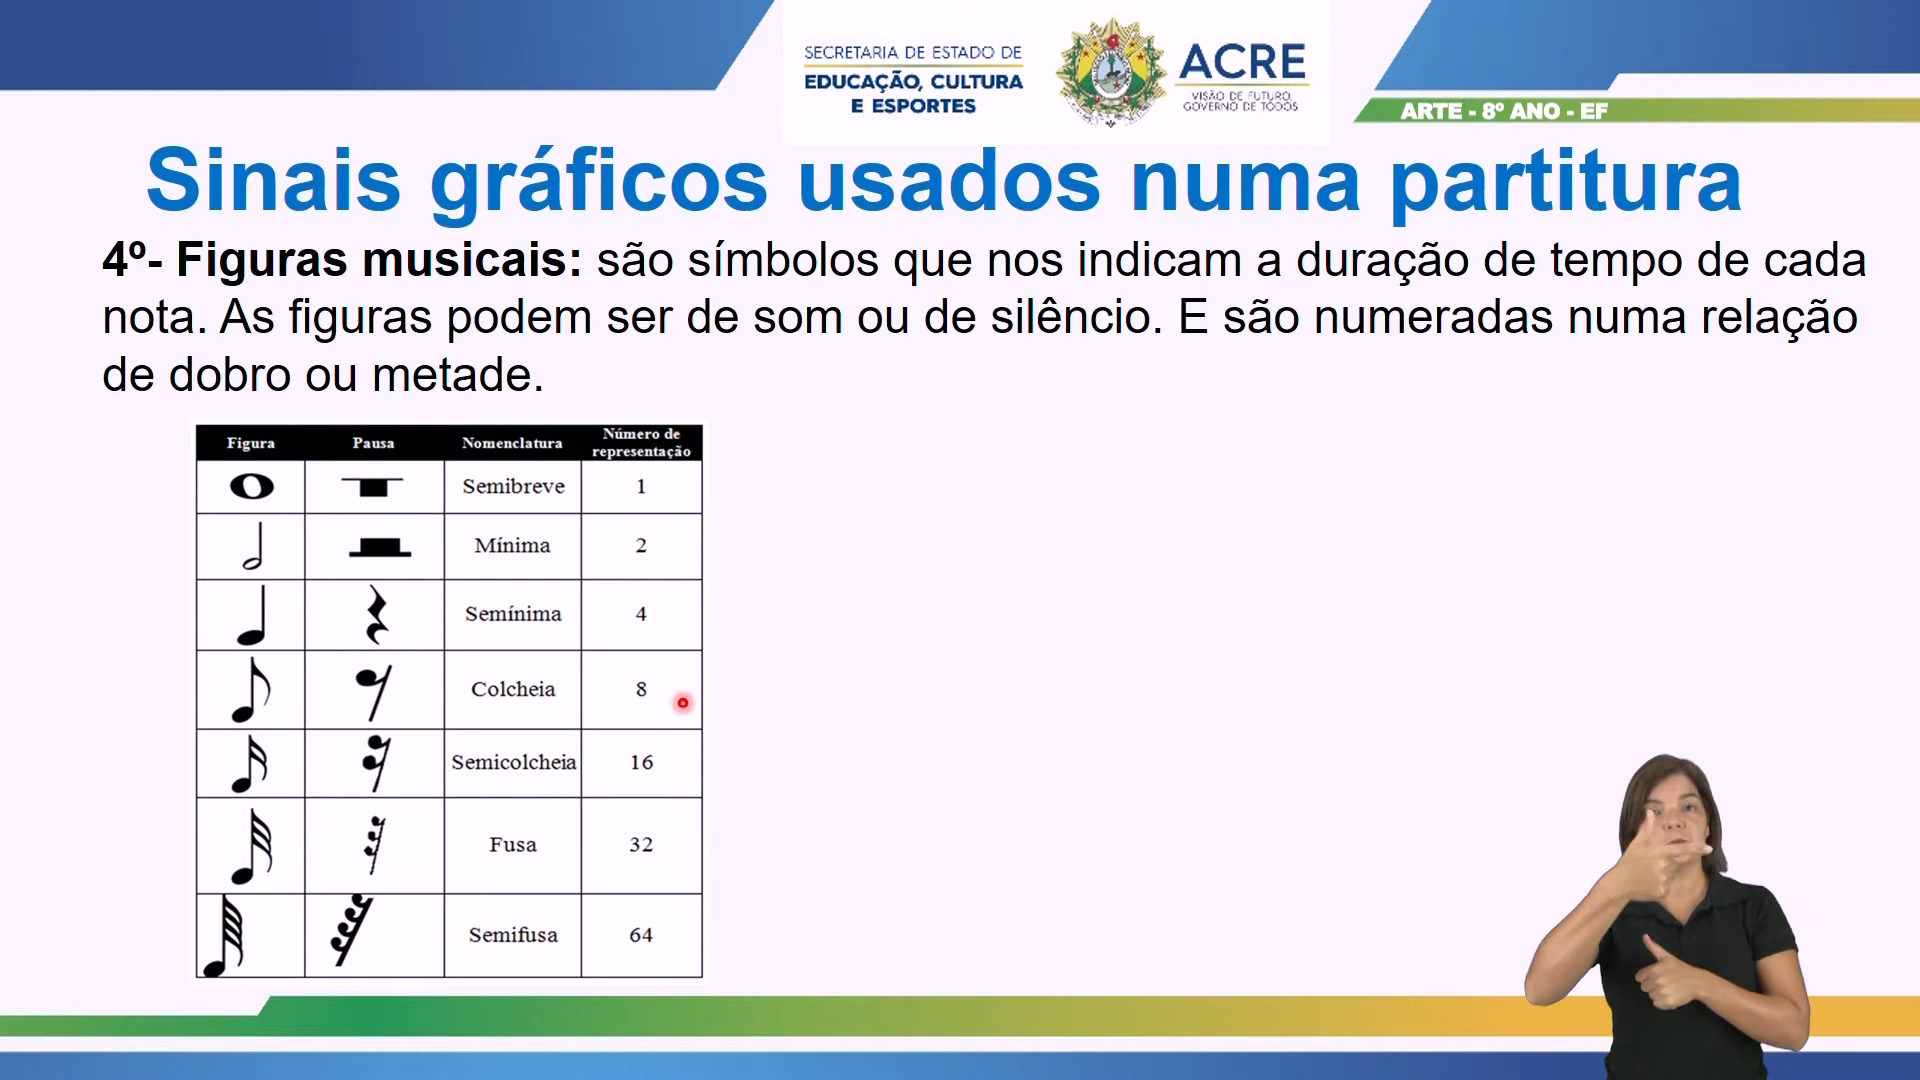 SECRETARIA DE ESTADO DE
EDUCAÇÃO, CULTURA
E ESPORTES
ACRE
VISÃO DE FUTURO,
GOVERNO DE TODOS
ARTE - 8º ANO - EF
Sinais gráficos usados numa partitura
4º- Figuras musicais: são símbolos que nos indicam a duração de tempo de cada
nota. As figuras podem ser de som ou de silêncio. E são numeradas numa relação
de dobro ou metade.
Figura Pausa Nomenclatura Número de representação
Semibreve 1
Mínima 2
Semínima 4
Colcheia 8
Semicolcheia 16
Fusa 32
Semifusa 64